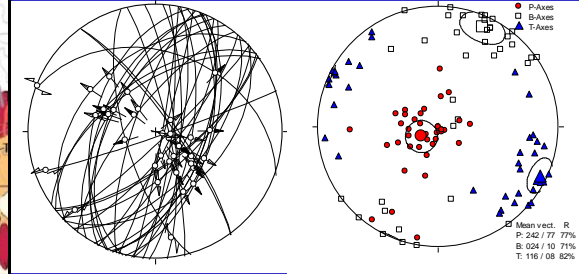 P-Axes
B-Axes
T-Axes
Mean vect. R
P: 242 / 77 77%
B: 024 / 10 71%
T: 116 / 08 82%